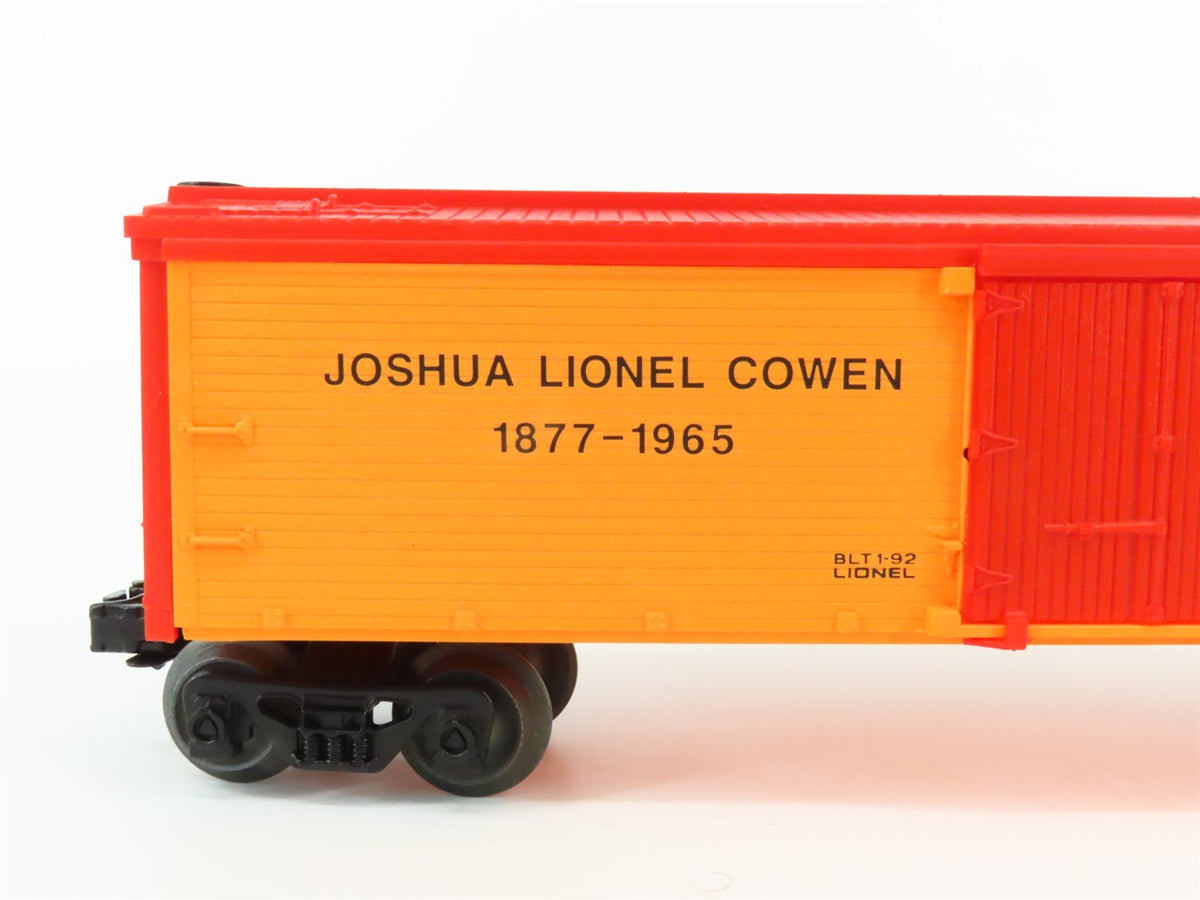 JOSHUA LIONEL COWEN
1877-1965
BLT 1-92
LIONEL